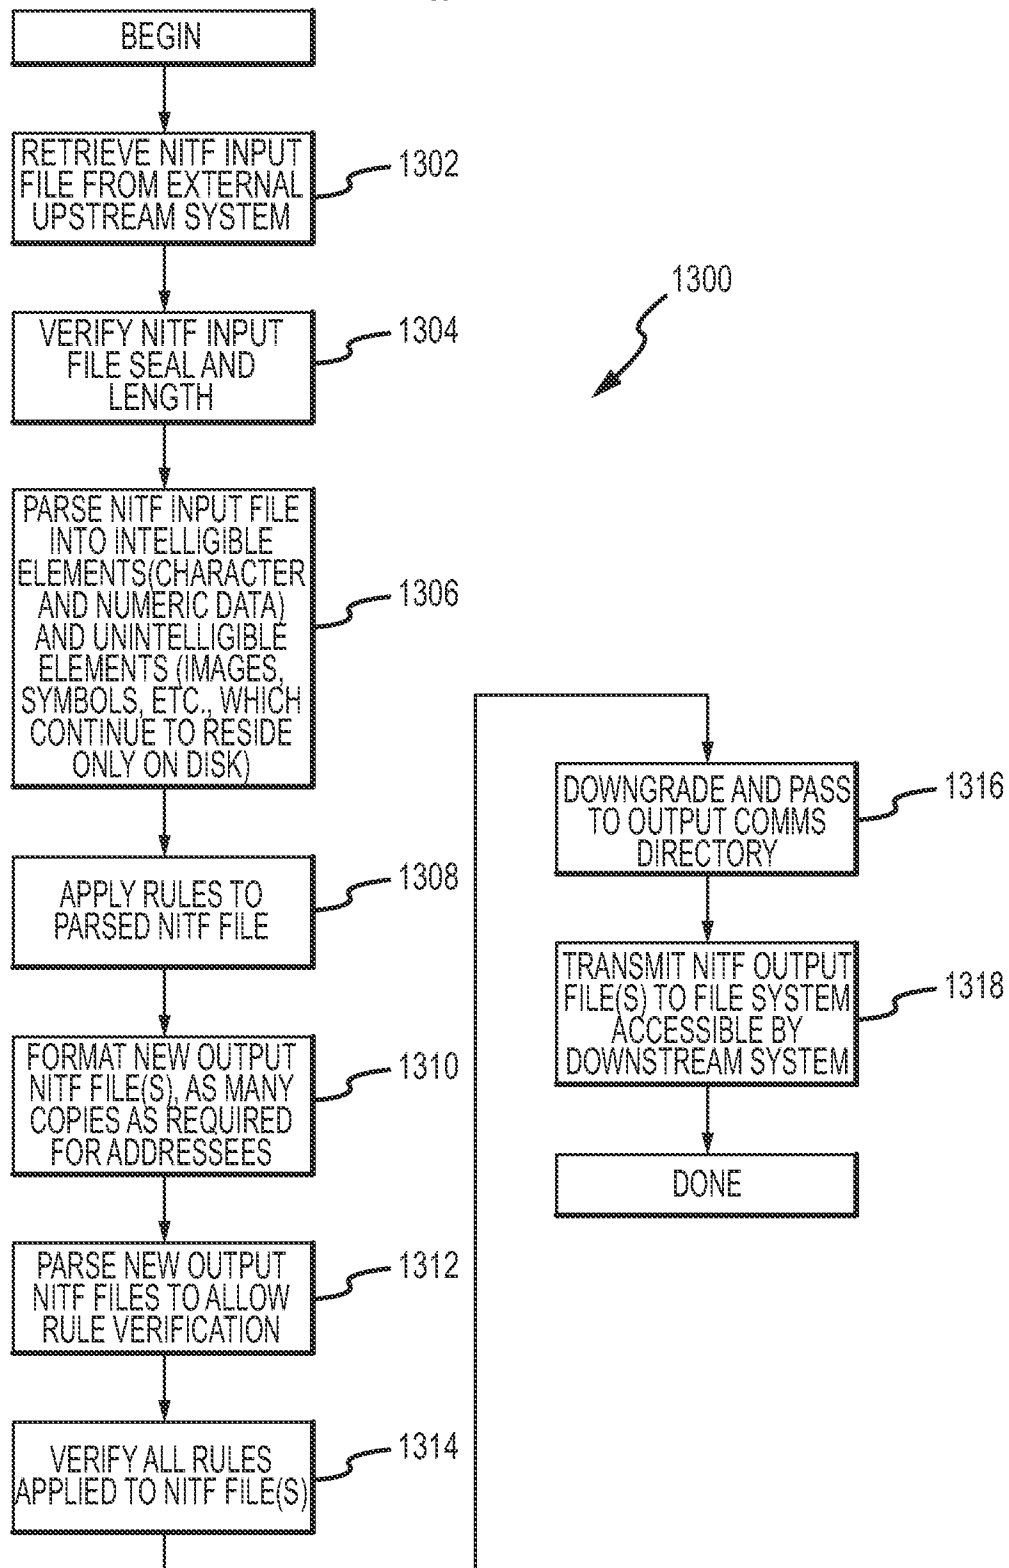 BEGIN
RETRIEVE NITF INPUT
FILE FROM EXTERNAL
UPSTREAM SYSTEM
1302
VERIFY NITF INPUT
FILE SEAL AND
LENGTH
1304
1300
PARSE NITF INPUT FILE
INTO INTELLIGIBLE
ELEMENTS(CHARACTER
AND NUMERIC DATA)
AND UNINTELLIGIBLE
ELEMENTS (IMAGES,
SYMBOLS, ETC., WHICH
CONTINUE TO RESIDE
ONLY ON DISK)
1306
APPLY RULES TO
PARSED NITF FILE
1308
FORMAT NEW OUTPUT
NITF FILE(S), AS MANY
COPIES AS REQUIRED
FOR ADDRESSEES
1310
PARSE NEW OUTPUT
NITF FILES TO ALLOW
RULE VERIFICATION
1312
VERIFY ALL RULES
APPLIED TO NITF FILE(S)
1314
DOWNGRADE AND PASS
TO OUTPUT COMMS
DIRECTORY
1316
TRANSMIT NITF OUTPUT
FILE(S) TO FILE SYSTEM
ACCESSIBLE BY
DOWNSTREAM SYSTEM
1318
DONE